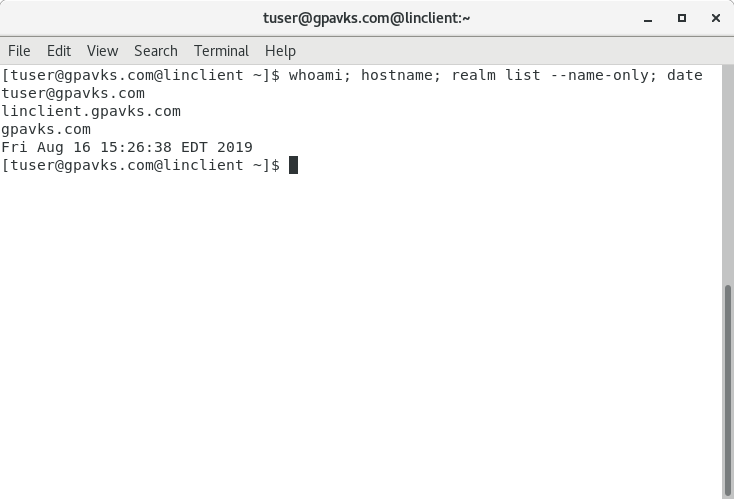 tuser@gpavks.com@linclient:~
File Edit View Search Terminal Help
[tuser@gpavks.com@linclient ~]$ whoami; hostname; realm list --name-only; date
tuser@gpavks.com
linclient.gpavks.com
gpavks.com
Fri Aug 16 15:26:38 EDT 2019
[tuser@gpavks.com@linclient ~]$